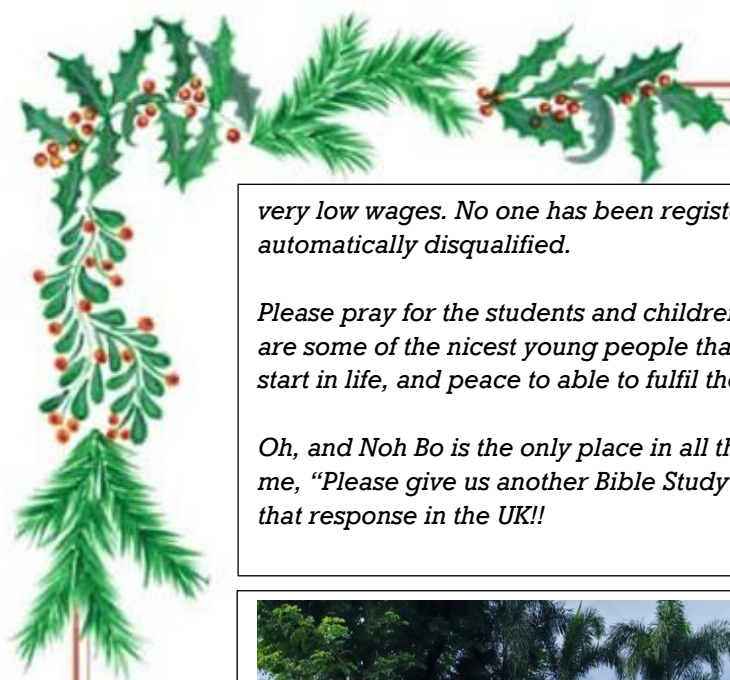 very low wages. No one has been registe
automatically disqualified.
Please pray for the students and children
are some of the nicest young people tha
start in life, and peace to able to fulfil the
Oh, and Noh Bo is the only place in all th
me, “Please give us another Bible Study
that response in the UK!!